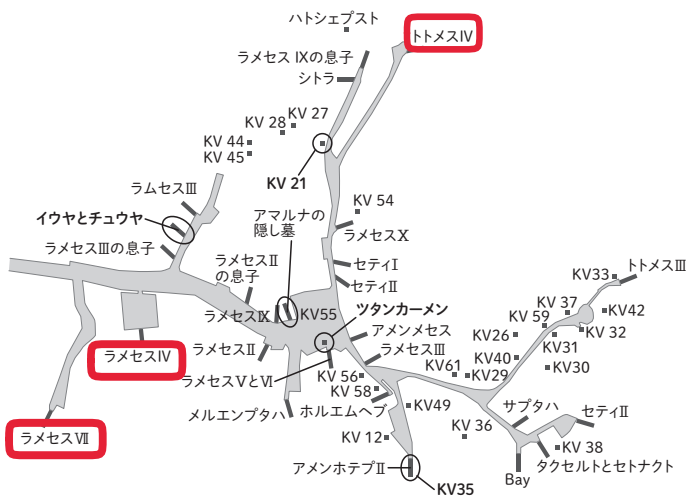 ハトシェプスト
トトメスⅣ
ラメセス Ⅸの息子
シトラ
KV 27
KV 28
KV 44
KV 45
KV 21
ラムセスⅢ
イウヤとチュウヤ
アマルナの
隠し墓
KV 54
ラメセスⅩ
ラメセスⅢの息子
ラメセスⅡ
の息子
セティⅠ
セティⅡ
KV33
トトメスⅢ
ラメセスⅨ
KV55
ツタンカーメン
KV 37
KV42
KV 59
KV 32
KV26
KV31
アメンメセス
ラメセスⅣ
ラメセスⅡ
ラメセスⅢ
KV40
KV30
ラメセスⅤとⅥ
KV 56
KV61
KV29
KV 58
メルエンプタハ
ホルエムヘブ
KV49
サプタハ
セティⅡ
ラメセスⅦ
KV 12
KV 36
KV 38
アメンホテプⅡ
タクセルトとセトナクト
Bay
KV35